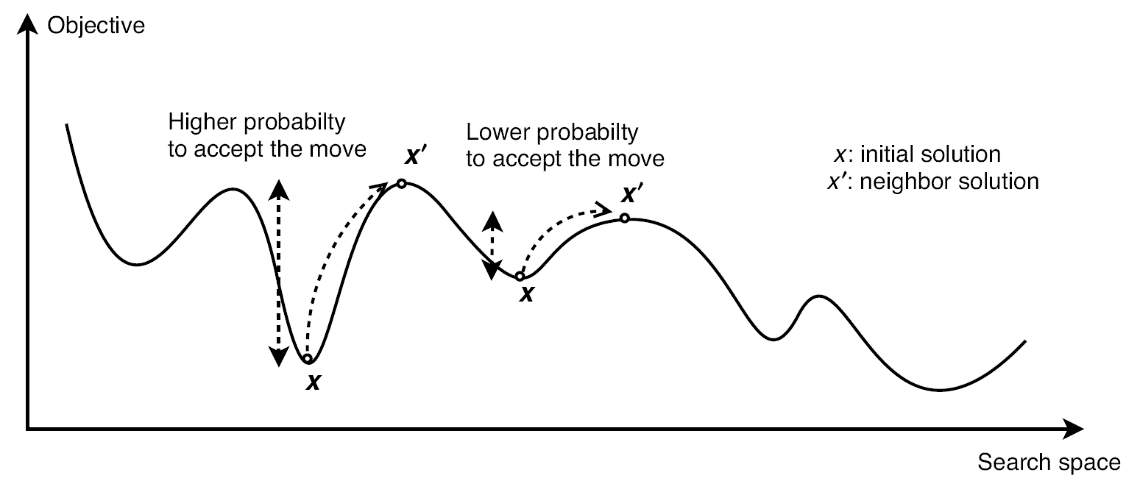 Objective
Higher probabilty
to accept the move
x′
Lower probabilty
to accept the move
x′
x: initial solution
x′: neighbor solution
x
x
Search space